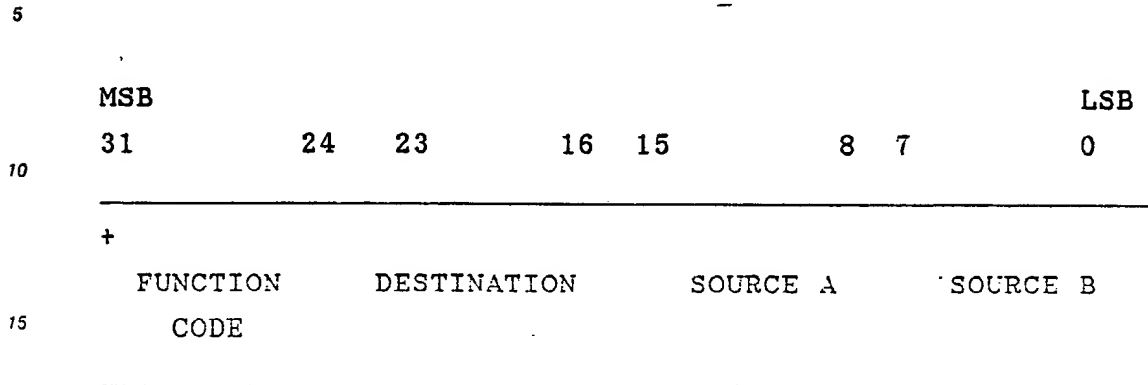 5
MSB LSB
31 24 23 16 15 8 7 0
10
+
FUNCTION DESTINATION SOURCE A SOURCE B
15 CODE